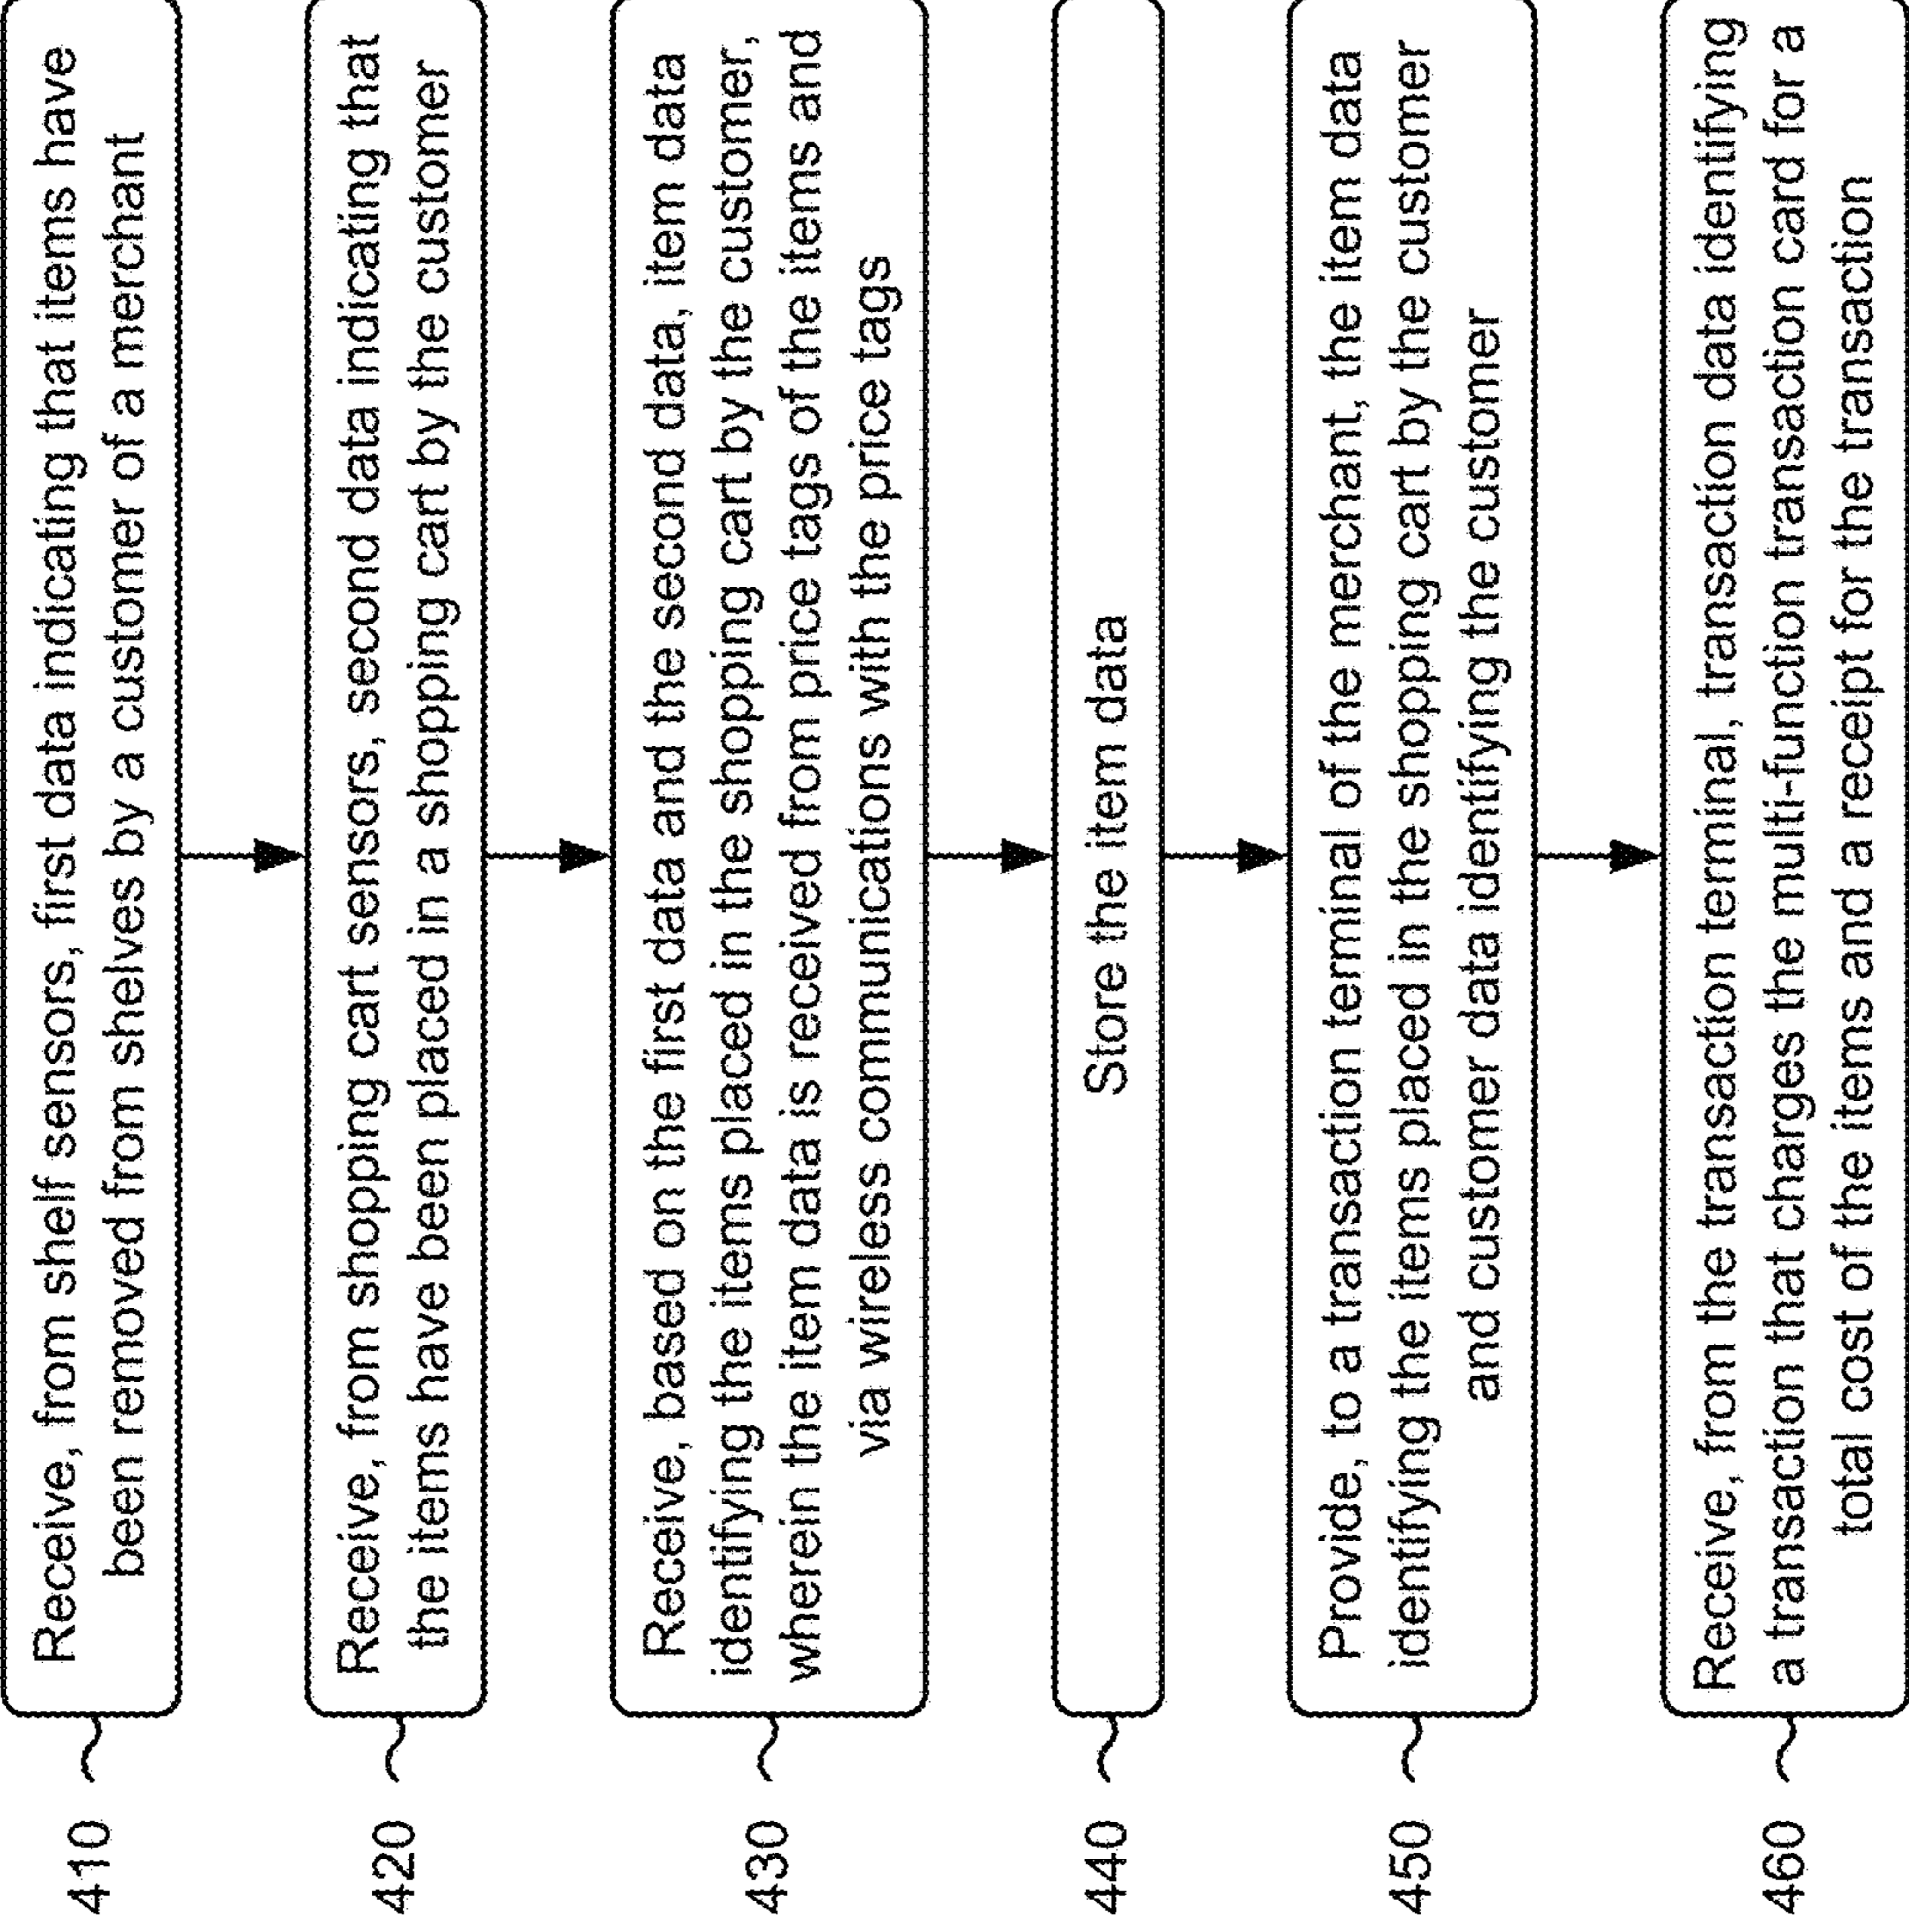 410
Receive, from shelf sensors, first data indicating that items have
been removed from shelves by a customer of a merchant
420
Receive, from shopping cart sensors, second data indicating that
the items have been placed in a shopping cart by the customer
430
Receive, based on the first data and the second data, item data
identifying the items placed in the shopping cart by the customer,
wherein the item data is received from price tags of the items and
via wireless communications with the price tags
440
Store the item data
450
Provide, to a transaction terminal of the merchant, the item data
identifying the items placed in the shopping cart by the customer
and customer data identifying the customer
460
Receive, from the transaction terminal, transaction data identifying
a transaction that charges the multi-function transaction card for a
total cost of the items and a receipt for the transaction